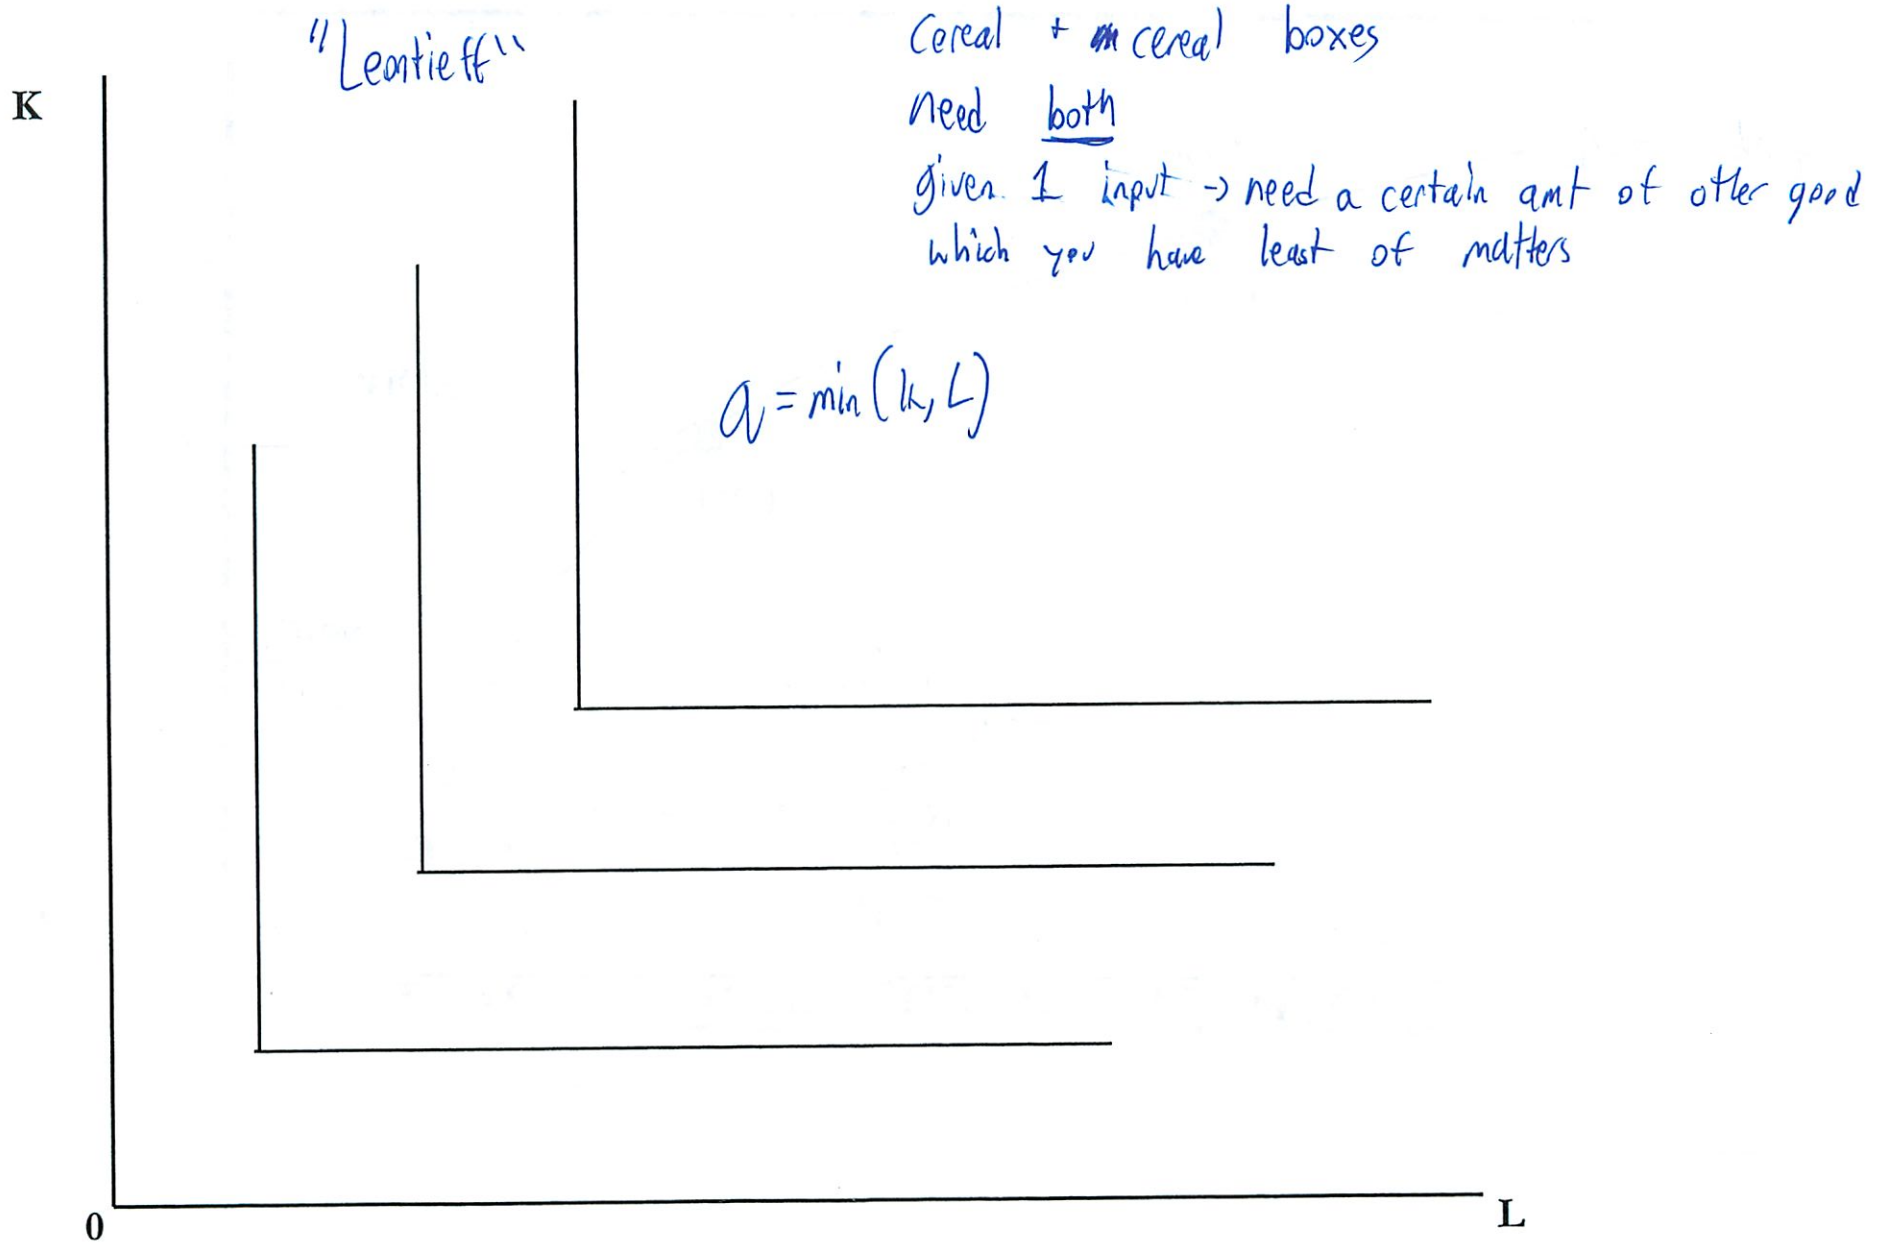 "Leontieff"
Cereal + cereal boxes
need both
given 1 input → need a certain amt of other good
which you have least of matters
K
q = min(k, L)
0
L